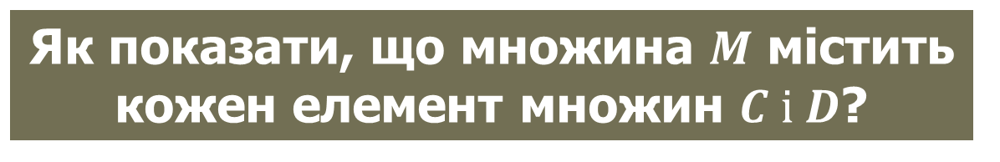 Як показати, що множина M містить
кожен елемент множин C і D?